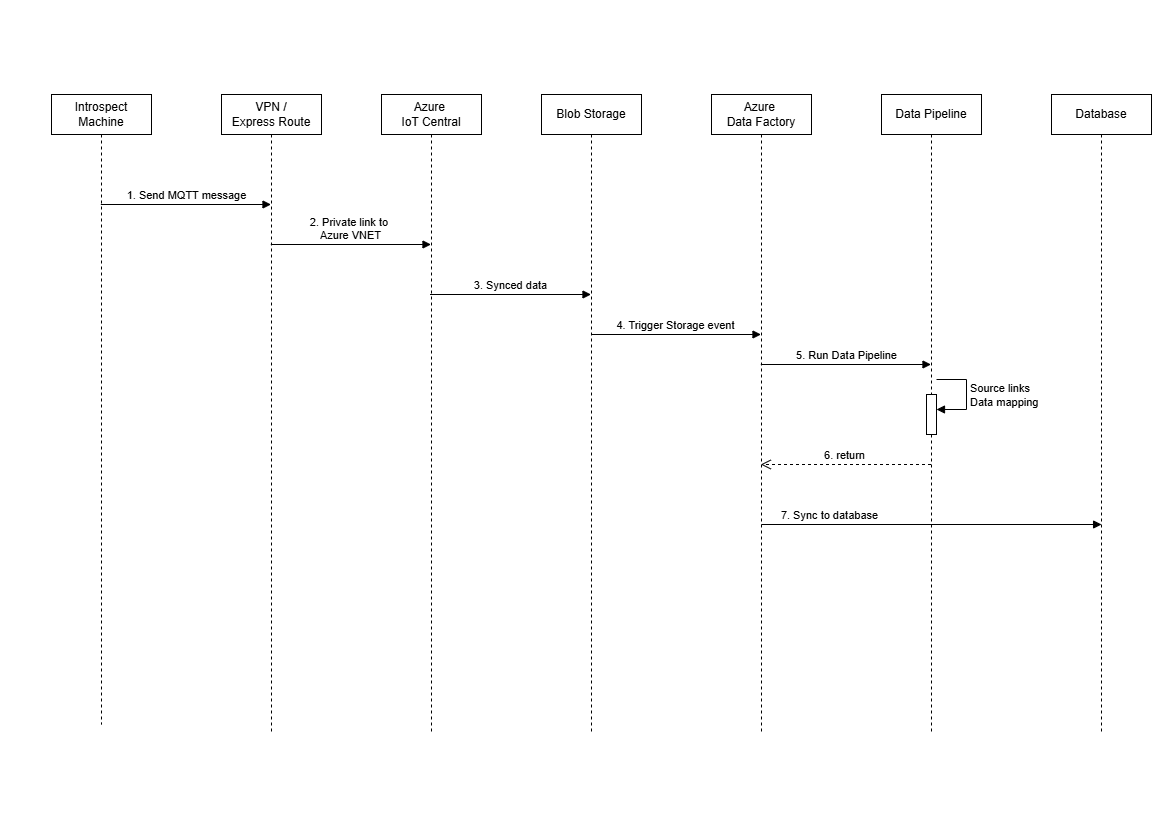 Introspect
Machine
VPN /
Express Route
Azure
IoT Central
Blob Storage
Azure
Data Factory
Data Pipeline
Database
1. Send MQTT message
2. Private link to
Azure VNET
3. Synced data
4. Trigger Storage event
5. Run Data Pipeline
Source links
Data mapping
6. return
7. Sync to database